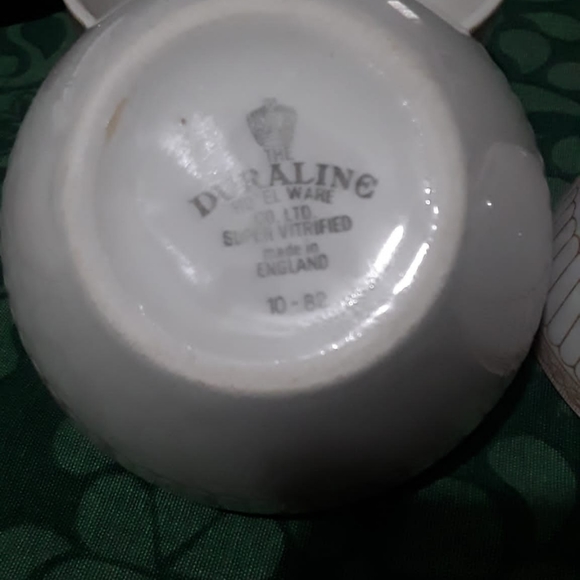 THE
DURALINE
HOTEL WARE
CO. LTD.
SUPER VITRIFIED
made in
ENGLAND
10-82